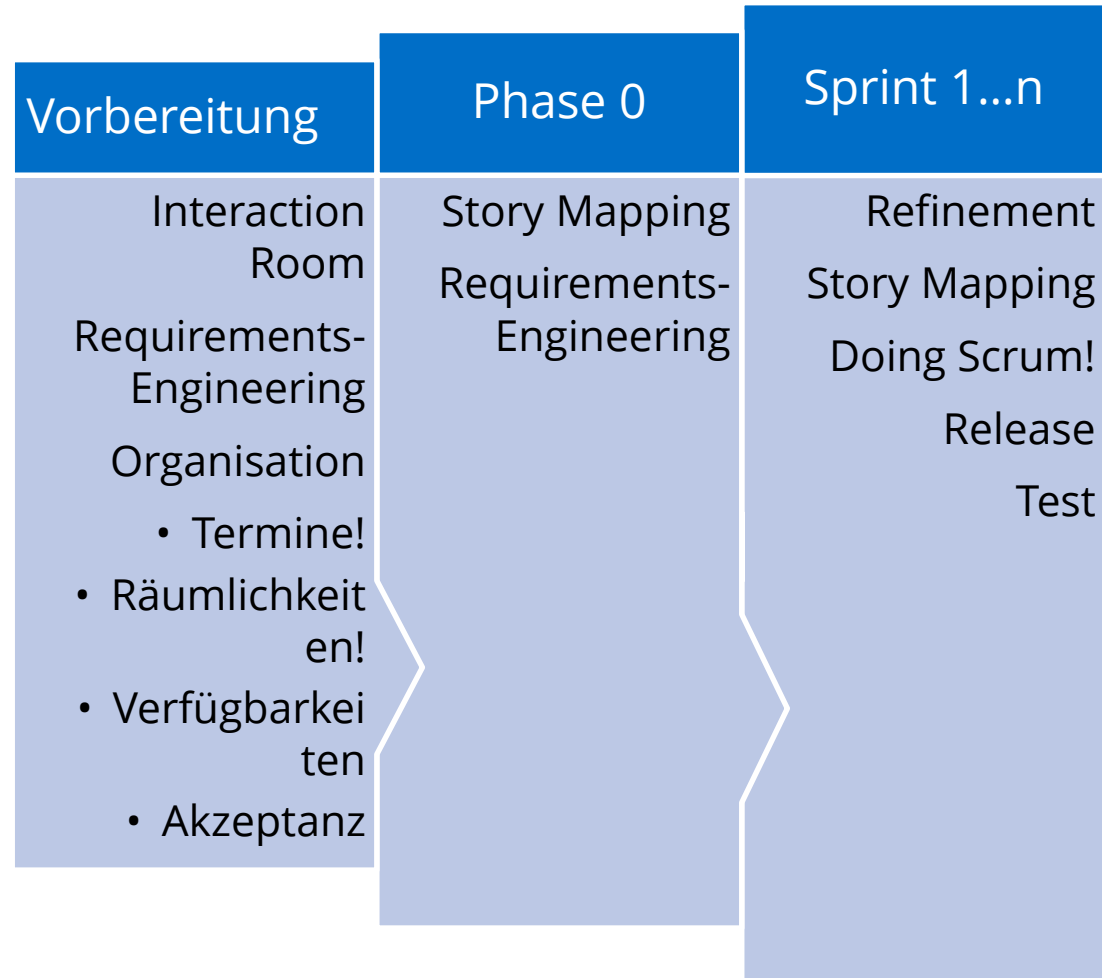 Vorbereitung
Interaction
Room
Requirements-
Engineering
Organisation
• Termine!
• Räumlichkeit
en!
• Verfügbarkei
ten
• Akzeptanz
Phase 0
Story Mapping
Requirements-
Engineering
Sprint 1…n
Refinement
Story Mapping
Doing Scrum!
Release
Test